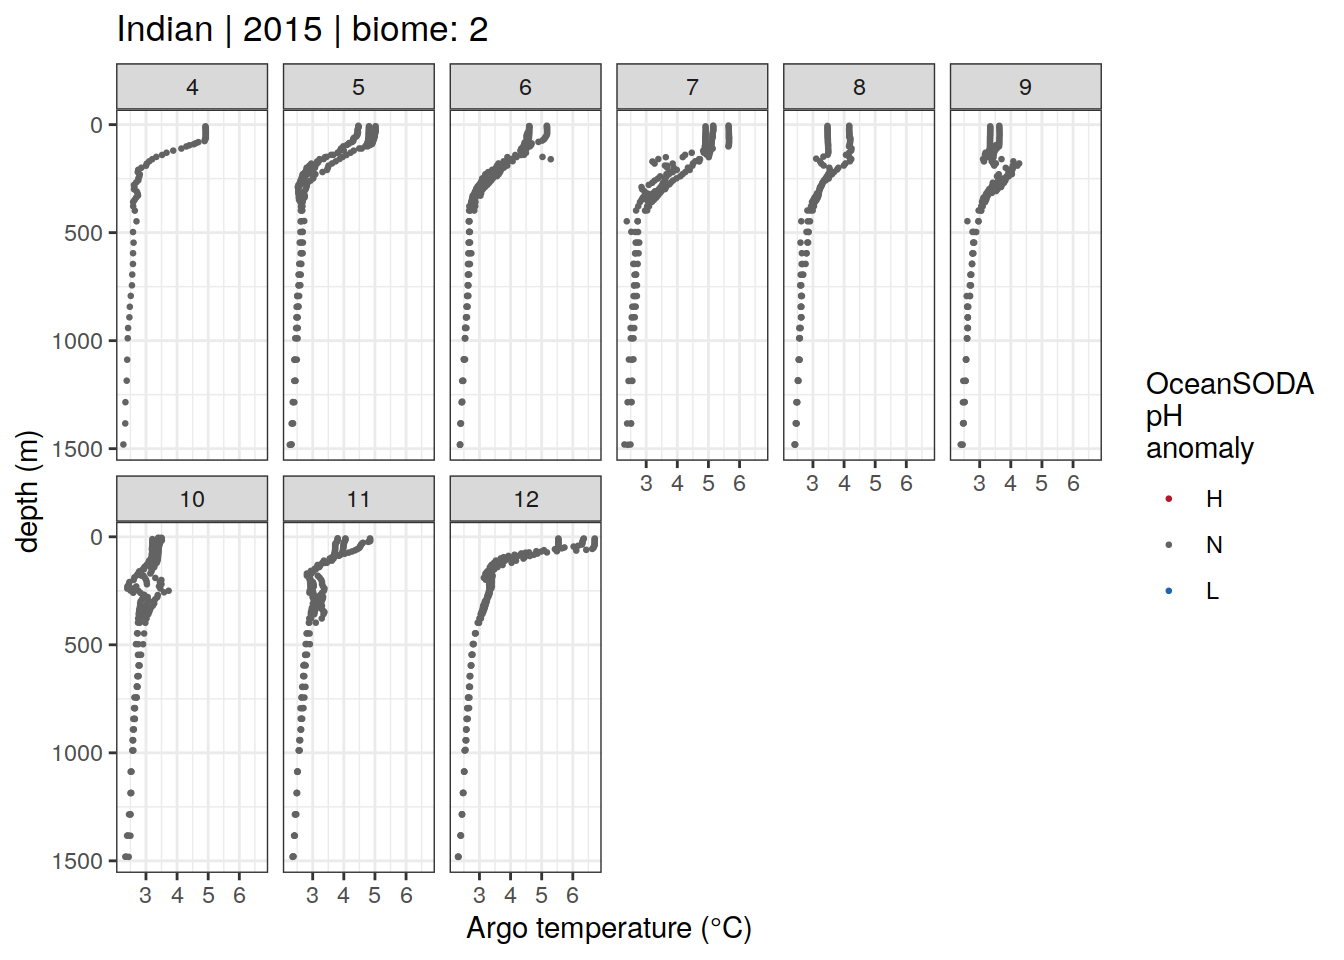 Indian | 2015 | biome: 2
4 5 6 7 8 9
0
500
1000
1500
3 4 5 6 3 4 5 6 3 4 5 6
10 11 12
0
500
1000
1500
3 4 5 6 3 4 5 6 3 4 5 6
depth (m)
Argo temperature (°C)
OceanSODA
pH
anomaly
H
N
L